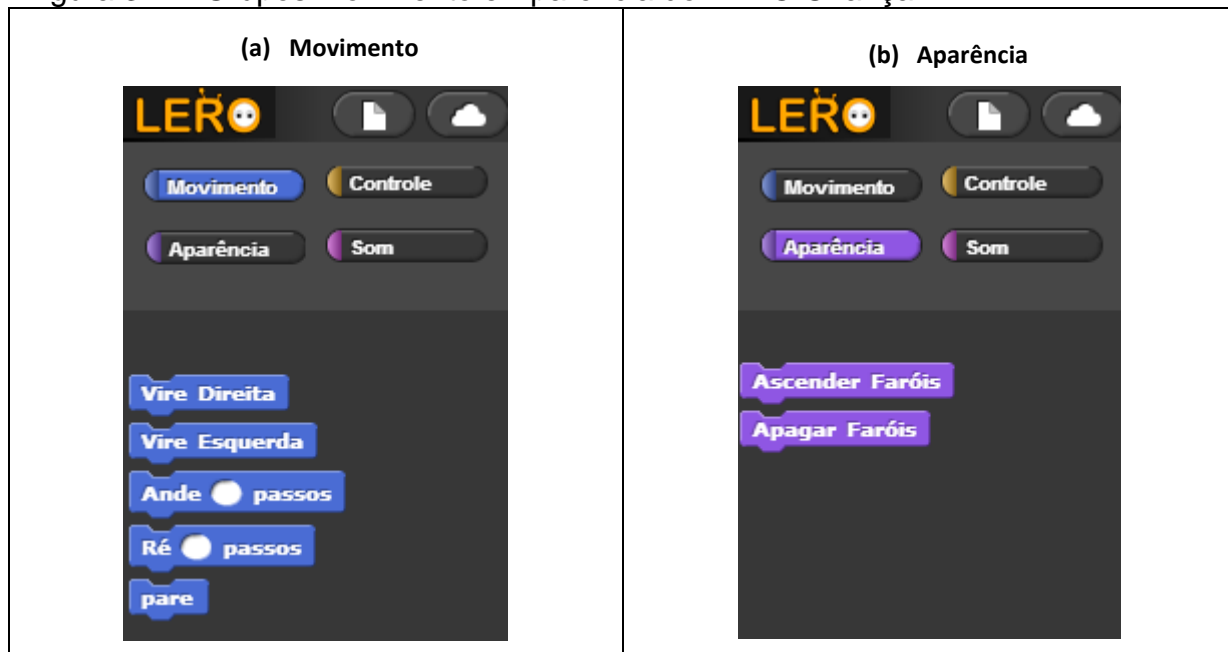 (a) Movimento
LERO
Movimento Controle
Aparência Som
Vire Direita
Vire Esquerda
Ande passos
Ré passos
pare
(b) Aparência
LERO
Movimento Controle
Aparência Som
Ascender Faróis
Apagar Faróis